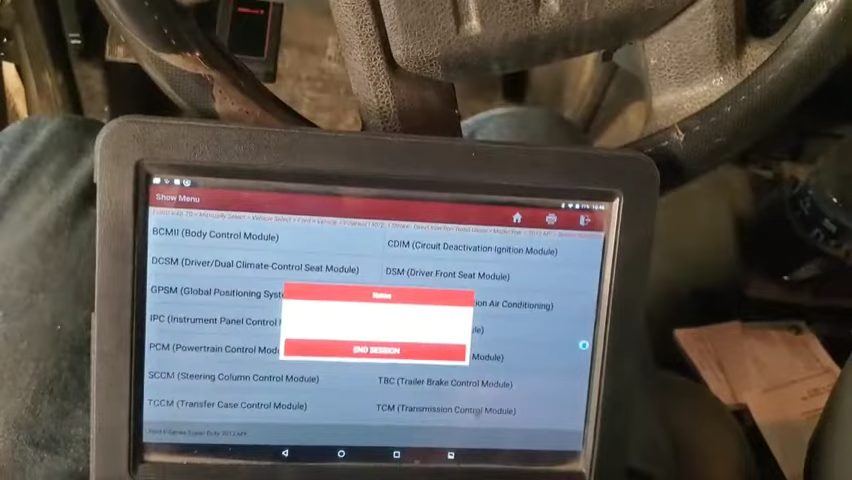 Show Menu
BCMII (Body Control Module)
CDIM (Circuit Deactivation Ignition Module)
DCSM (Driver/Dual Climate-Control Seat Module)
DSM (Driver Front Seat Module)
GPSM (Global Positioning Syste
ion Air Conditioning)
IPC (Instrument Panel Control
le)
PCM (Powertrain Control Mod
Module)
SCCM (Steering Column Control Module)
TBC (Trailer Brake Control Module)
TCCM (Transfer Case Control Module)
TCM (Transmission Control Module)
Notes
END SESSION